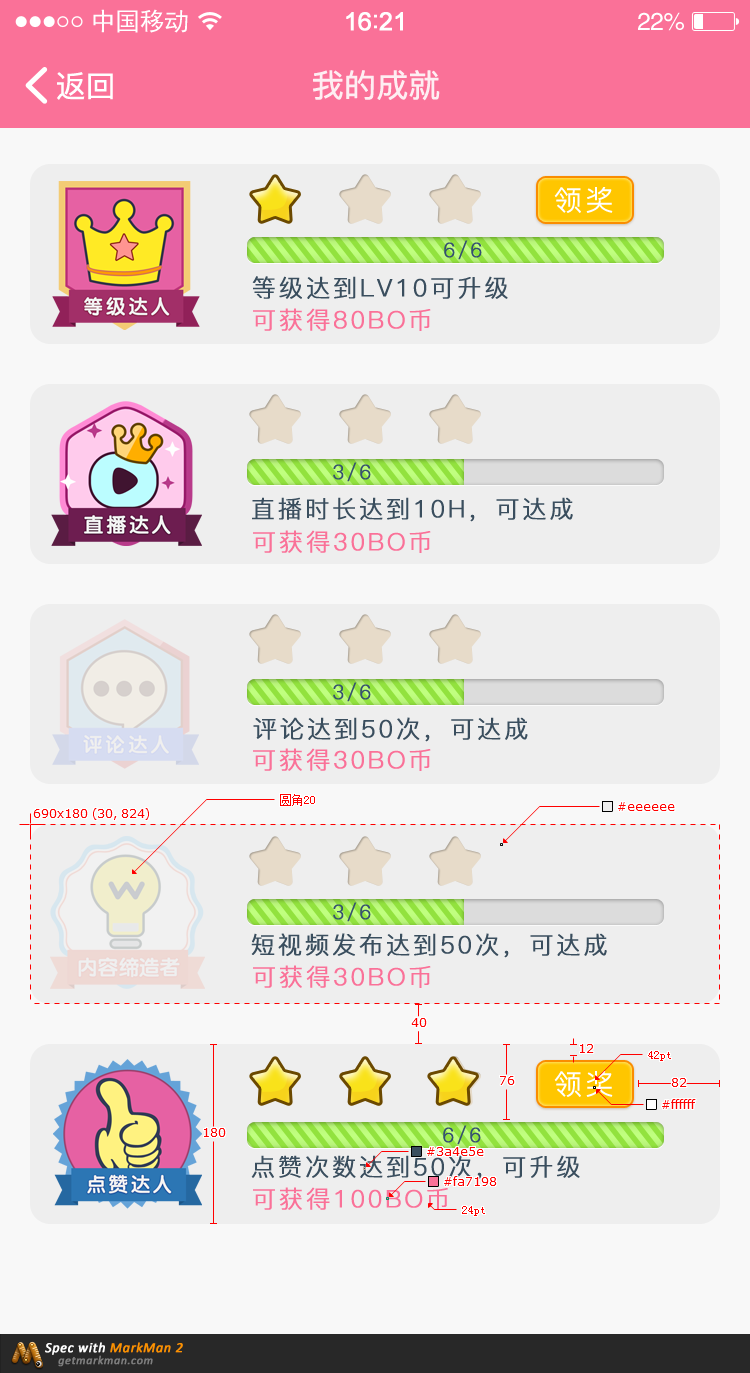 中国移动
16:21
22%
返回
我的成就
领奖
6/6
等级达到LV10可升级
可获得80BO币
等级达人
3/6
直播时长达到10H，可达成
可获得30BO币
直播达人
3/6
评论达到50次，可达成
可获得30BO币
评论达人
圆角20
#eeeeee
690x180 (30, 824)
3/6
短视频发布达到50次，可达成
可获得30BO币
内容缔造者
40
12
42pt
76
领奖
82
#ffffff
180
6/6
#3a4e5e
点赞次数达到50次，可升级
#fa7198
可获得100BO币
24pt
点赞达人
Spec with MarkMan 2
getmarkman.com